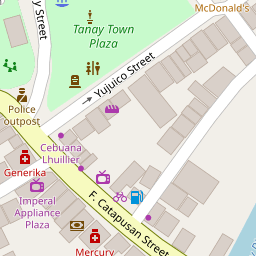 McDonald's
y Street
Tanay Town
Plaza
Yujuico Street
Police
outpost
Cebuana
Lhuillier
Generika
Imperial
Appliance
Plaza
F. Catapusan Street
Mercury